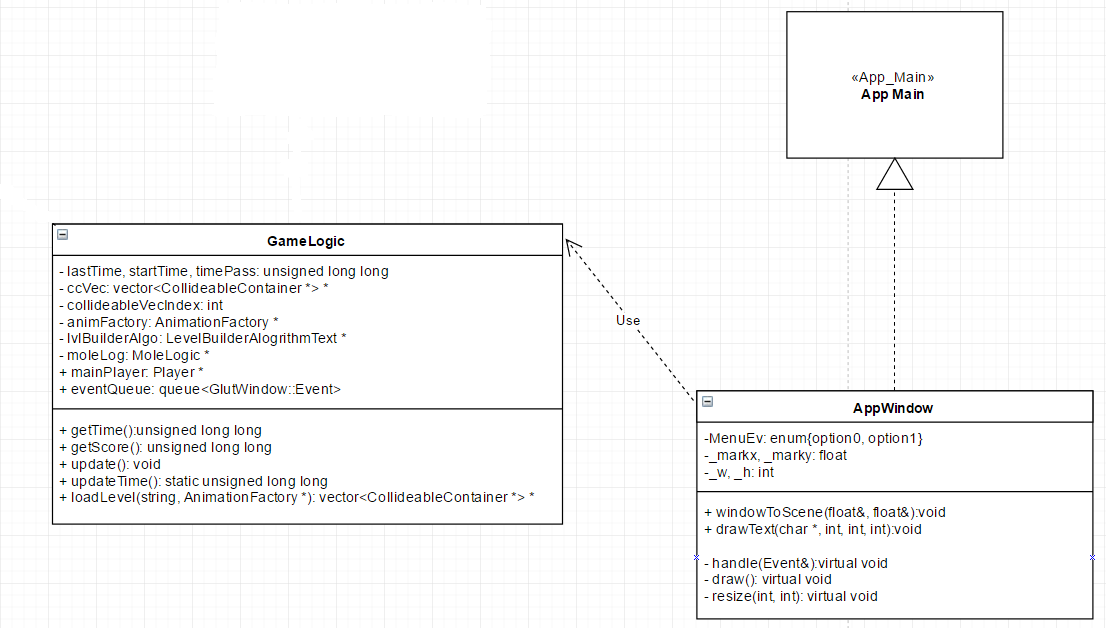 «App_Main»
App Main
GameLogic
- lastTime, startTime, timePass: unsigned long long
- ccVec: vector<CollideableContainer *> *
- collideableVecIndex: int
- animFactory: AnimationFactory *
- lvlBuilderAlgo: LevelBuilderAlogrithmText *
- moleLog: MoleLogic *
+ mainPlayer: Player *
+ eventQueue: queue<GlutWindow::Event>
+ getTime():unsigned long long
+ getScore(): unsigned long long
+ update(): void
+ updateTime(): static unsigned long long
+ loadLevel(string, AnimationFactory *): vector<CollideableContainer *> *
Use
AppWindow
-MenuEv: enum{option0, option1}
-_markx, _marky: float
-_w, _h: int
+ windowToScene(float&, float&):void
+ drawText(char *, int, int, int):void
- handle(Event&):virtual void
- draw(): virtual void
- resize(int, int): virtual void